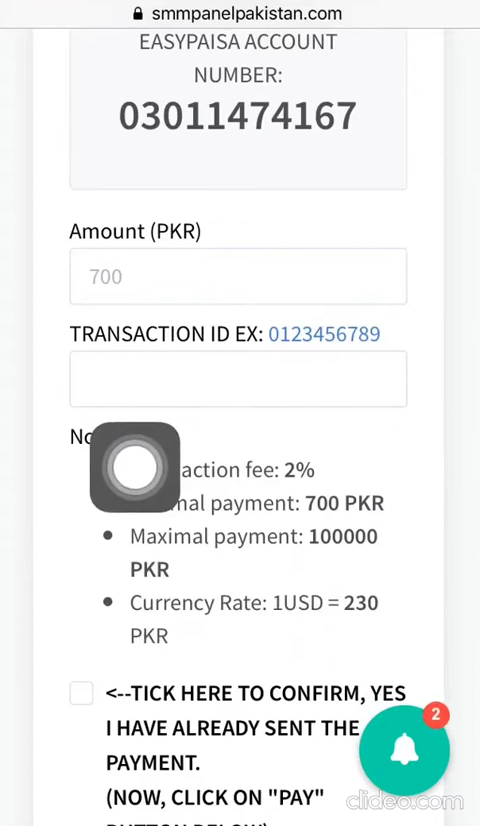 smmpanelpakistan.com
EASYPAISA ACCOUNT
NUMBER:
03011474167
Amount (PKR)
700
TRANSACTION ID EX: 0123456789
action fee: 2%
mal payment: 700 PKR
Maximal payment: 100000
PKR
Currency Rate: 1USD = 230
PKR
<--TICK HERE TO CONFIRM, YES
I HAVE ALREADY SENT THE
PAYMENT.
2
(NOW, CLICK ON "PAY"
clideo.com